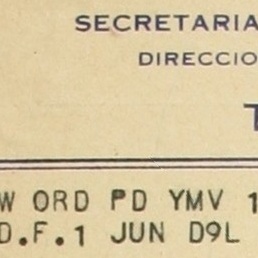 SECRETARIA
DIRECCIO
T
W ORD PD YMV 1
D.F.1 JUN D9L